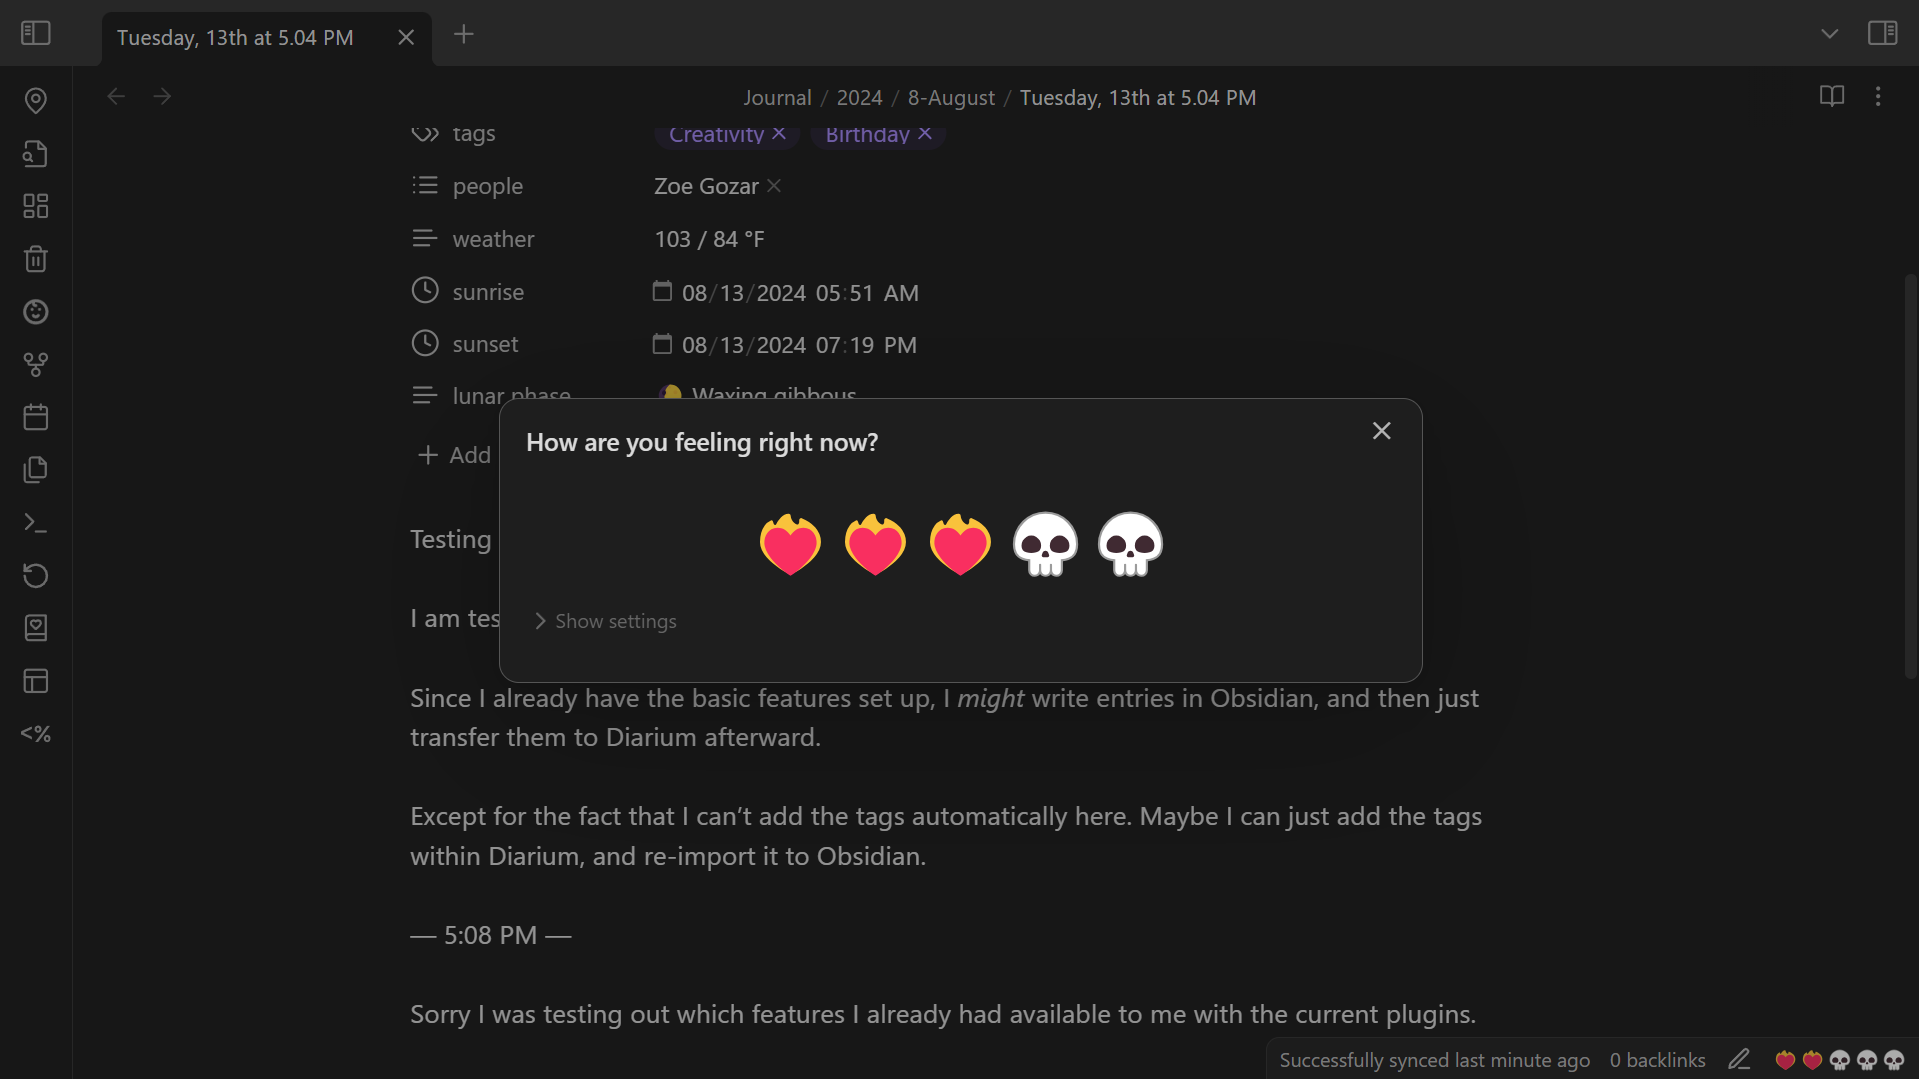 Tuesday, 13th at 5.04 PM
Journal / 2024 / 8-August / Tuesday, 13th at 5.04 PM
tags Creativity × Birthday ×
people Zoe Gozar ×
weather 103 / 84 °F
sunrise 08/13/2024 05:51 AM
sunset 08/13/2024 07:19 PM
lunar phase Waxing gibbous
+ Add
How are you feeling right now?
Show settings
Testing
I am tes
Since I already have the basic features set up, I might write entries in Obsidian, and then just
transfer them to Diarium afterward.
Except for the fact that I can’t add the tags automatically here. Maybe I can just add the tags
within Diarium, and re-import it to Obsidian.
— 5:08 PM —
Sorry I was testing out which features I already had available to me with the current plugins.
Successfully synced last minute ago 0 backlinks
<%